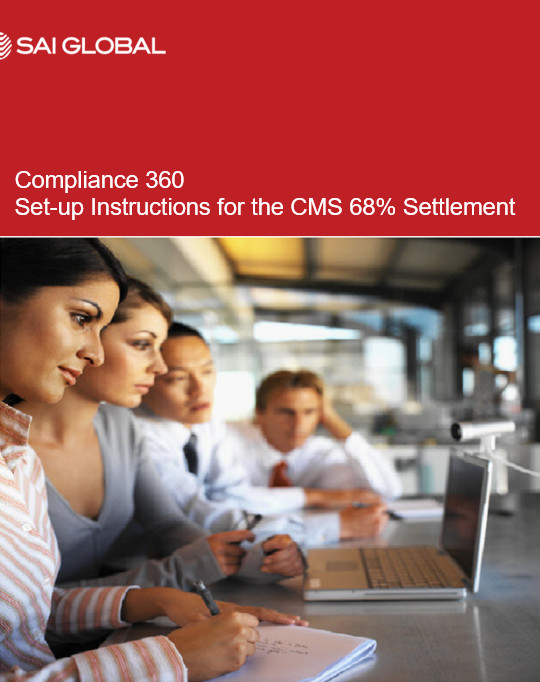 SAI GLOBAL
Compliance 360
Set-up Instructions for the CMS 68% Settlement